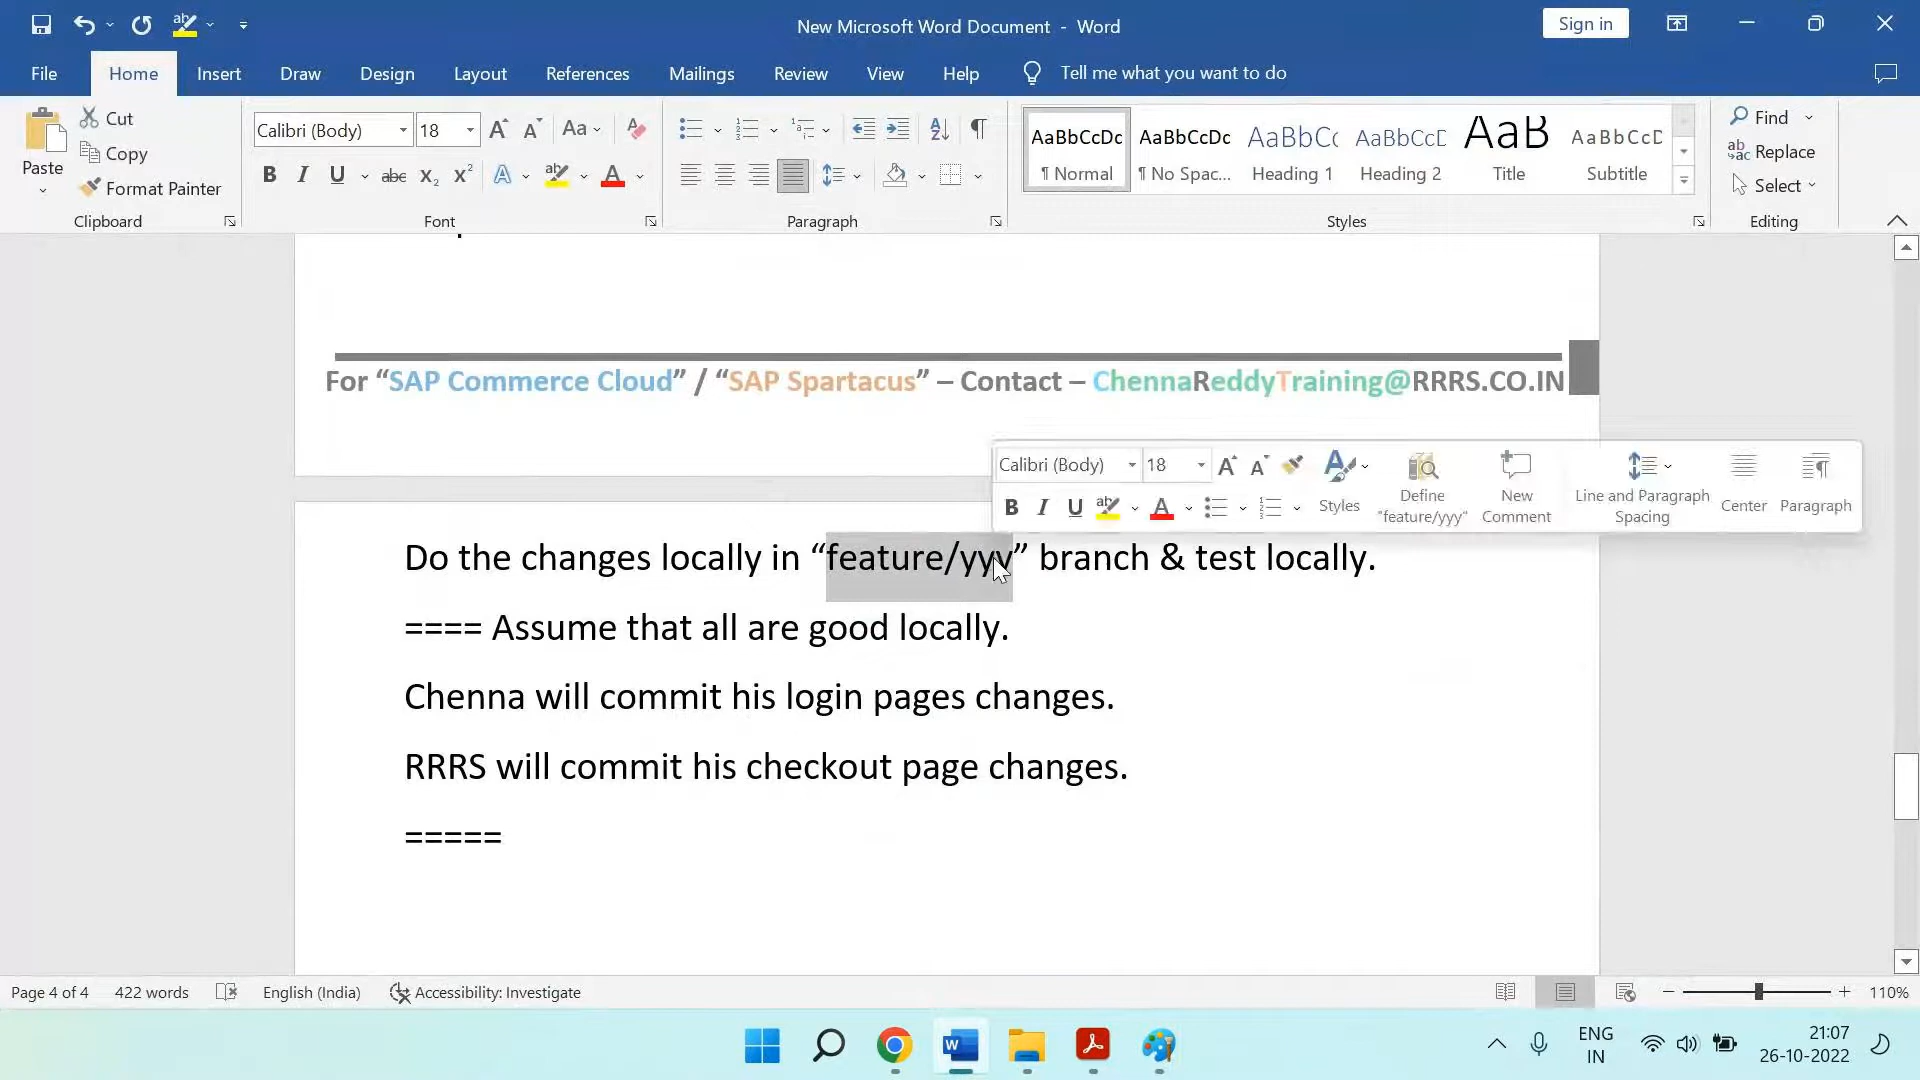 New Microsoft Word Document - Word
Sign in
File Home Insert Draw Design Layout References Mailings Review View Help Tell me what you want to do
Paste
Cut
Copy
Format Painter
Clipboard
Calibri (Body) 18
Font
Paragraph
AaBbCcDc AaBbCcDc AaBbC AaBbCcD AaB AaBbCcD
¶ Normal ¶ No Spac... Heading 1 Heading 2 Title Subtitle
Styles
Find
Replace
Select
Editing
For “SAP Commerce Cloud” / “SAP Spartacus” – Contact – ChennaReddyTraining@RRRS.CO.IN
Calibri (Body) 18
Styles
Define "feature/yyy"
New Comment
Line and Paragraph Spacing
Center
Paragraph
Do the changes locally in “feature/yyy” branch & test locally.
==== Assume that all are good locally.
Chenna will commit his login pages changes.
RRRS will commit his checkout page changes.
=====
Page 4 of 4 422 words English (India) Accessibility: Investigate 110%
ENG
IN
21:07
26-10-2022